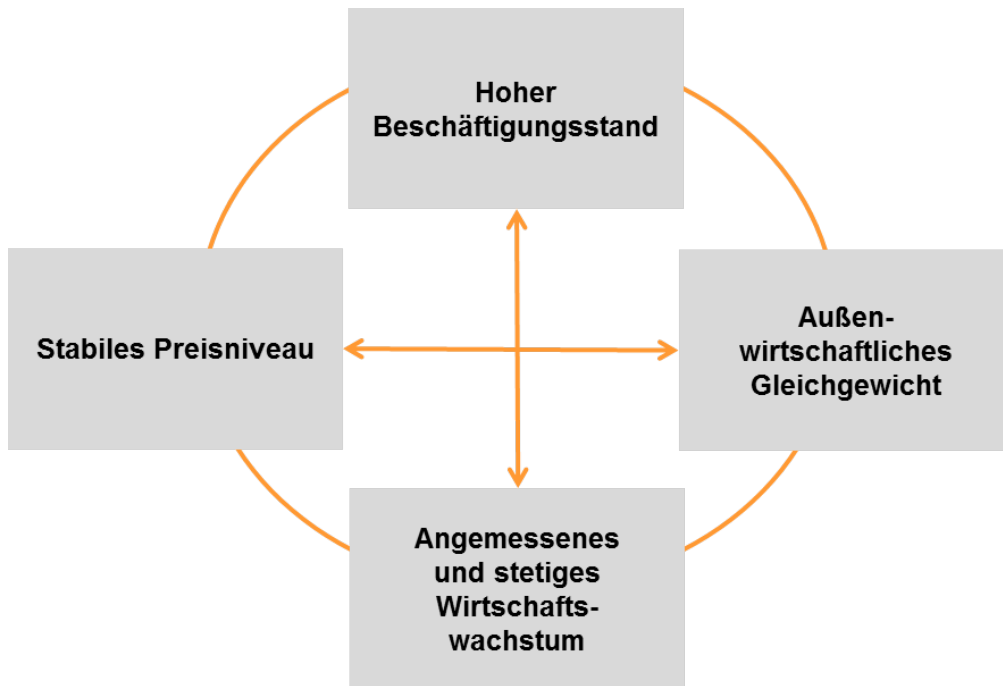 Hoher
Beschäftigungsstand
Stabiles Preisniveau
Außen-
wirtschaftliches
Gleichgewicht
Angemessenes
und stetiges
Wirtschafts-
wachstum